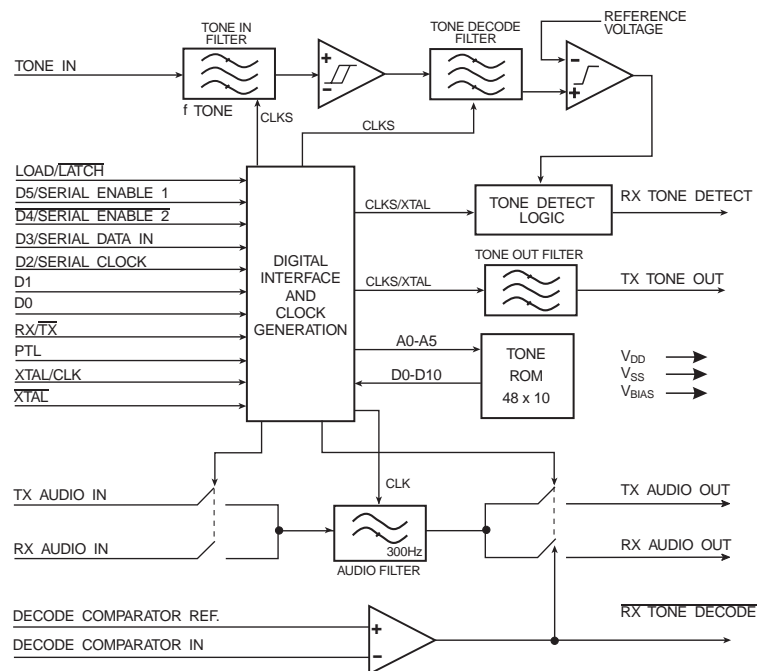 TONE IN
FILTER
TONE DECODE
FILTER
REFERENCE
VOLTAGE
TONE IN
+
−
−
+
f TONE
CLKS
CLKS
LOAD/LATCH
D5/SERIAL ENABLE 1
D4/SERIAL ENABLE 2
D3/SERIAL DATA IN
D2/SERIAL CLOCK
D1
D0
RX/TX
PTL
XTAL/CLK
XTAL
DIGITAL
INTERFACE
AND
CLOCK
GENERATION
CLKS/XTAL
TONE DETECT
LOGIC
RX TONE DETECT
TONE OUT FILTER
CLKS/XTAL
TX TONE OUT
A0-A5
D0-D10
TONE
ROM
48 x 10
VDD
VSS
VBIAS
CLK
TX AUDIO IN
RX AUDIO IN
300Hz
AUDIO FILTER
TX AUDIO OUT
RX AUDIO OUT
DECODE COMPARATOR REF.
DECODE COMPARATOR IN
+
−
RX TONE DECODE